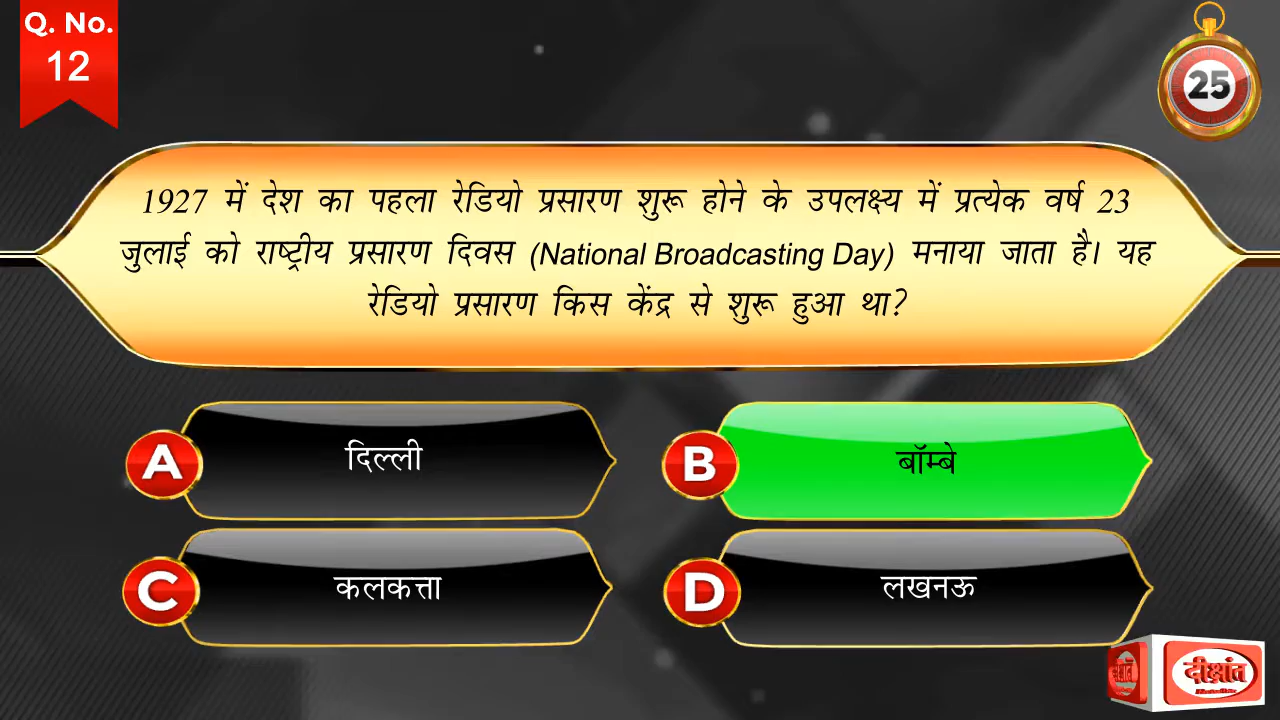 Q. No.
12
25
1927 में देश का पहला रेडियो प्रसारण शुरू होने के उपलक्ष्य में प्रत्येक वर्ष 23
जुलाई को राष्ट्रीय प्रसारण दिवस (National Broadcasting Day) मनाया जाता है। यह
रेडियो प्रसारण किस केंद्र से शुरू हुआ था?
A दिल्ली
B बॉम्बे
C कलकत्ता
D लखनऊ
दीक्षांत